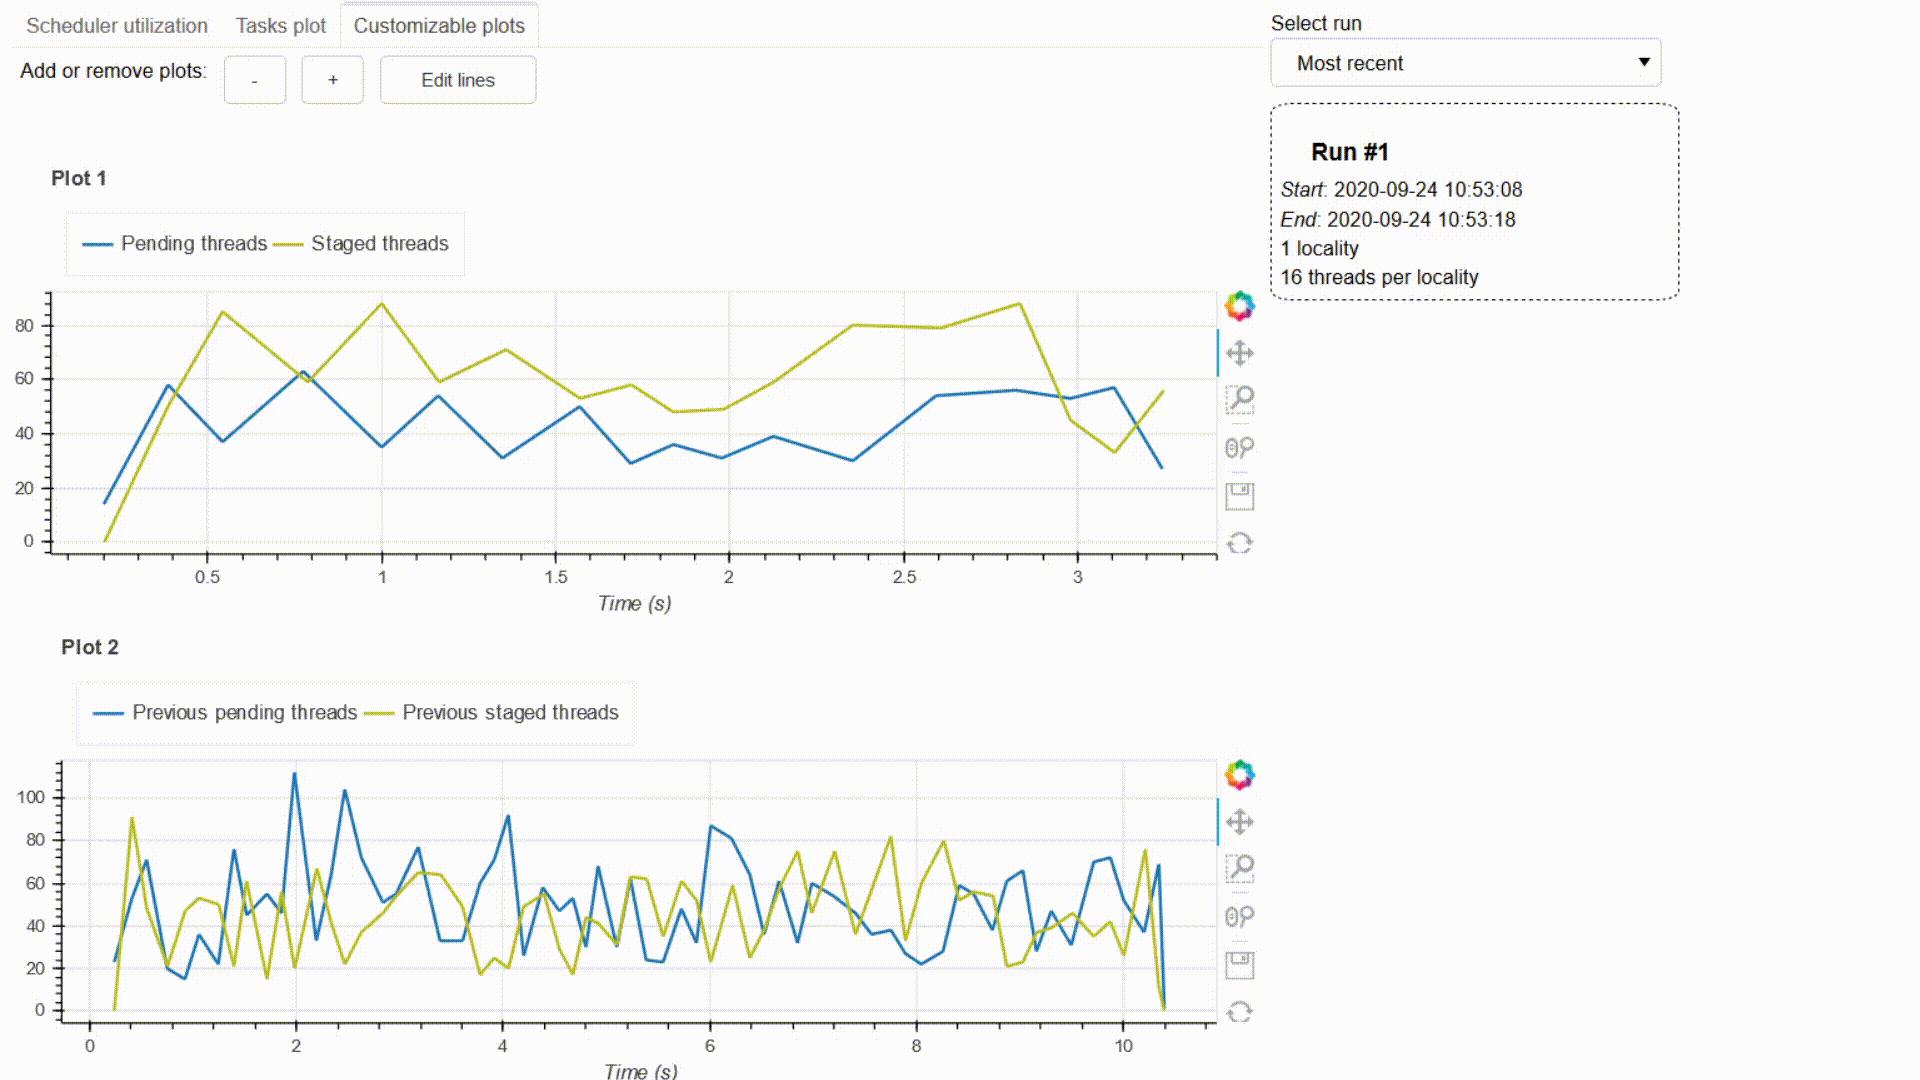 Scheduler utilization Tasks plot Customizable plots
Add or remove plots: - + Edit lines
Select run
Most recent
Run #1
Start: 2020-09-24 10:53:08
End: 2020-09-24 10:53:18
1 locality
16 threads per locality
Plot 1
Pending threads Staged threads
80
60
40
20
0
0.5 1 1.5 2 2.5 3
Time (s)
Plot 2
Previous pending threads Previous staged threads
100
80
60
40
20
0
0 2 4 6 8 10
Time (s)